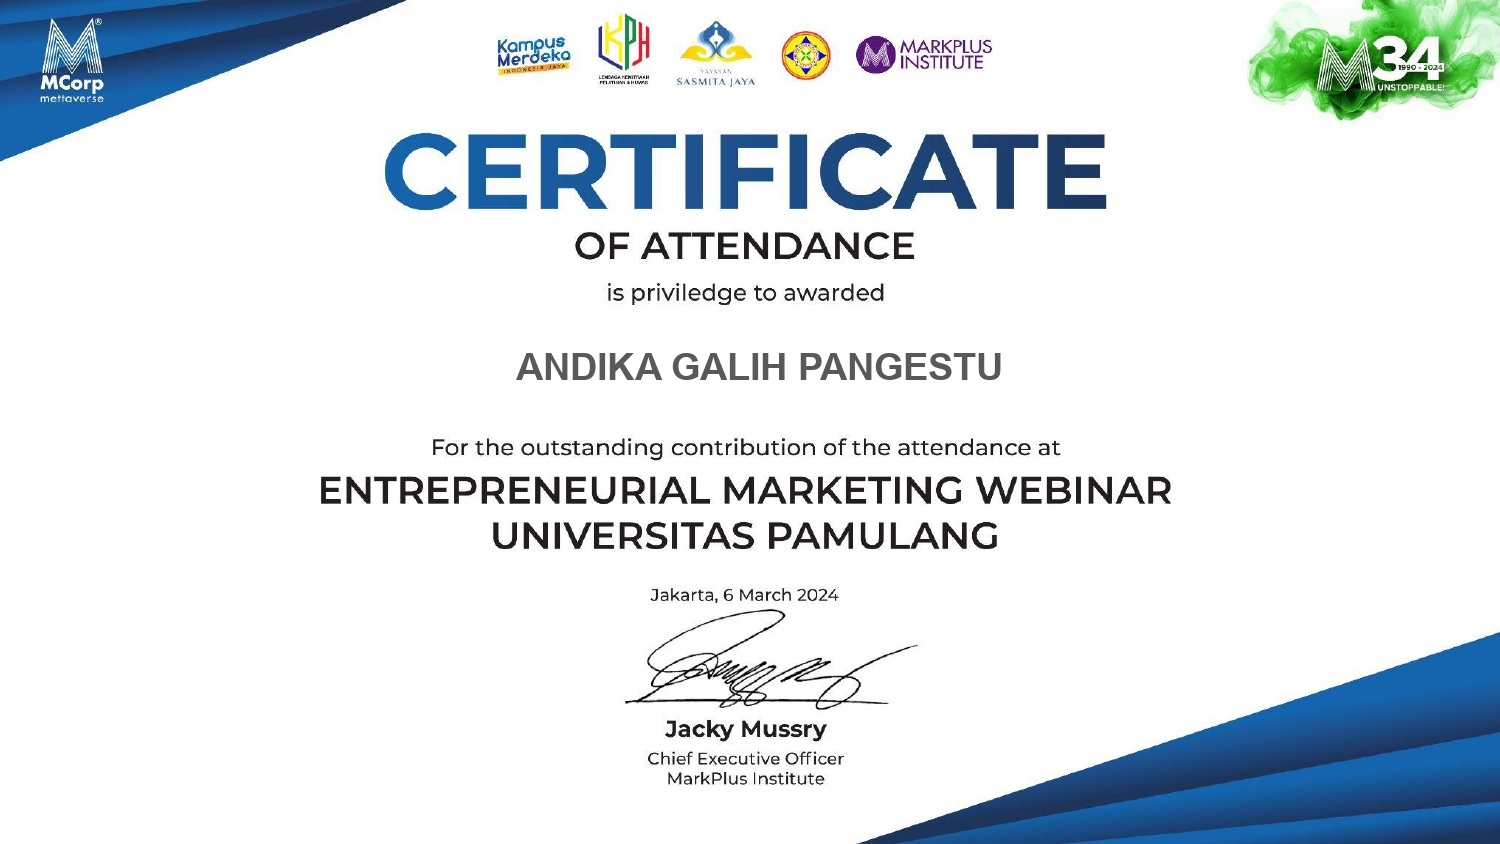 MCorp
mettaverse
Kampus
Merdeka
INDONESIA JAYA
KPH
LEMBAGA KEMITRAAN
PELATIHAN & HUMAS
YAYASAN
SASMITA JAYA
MARKPLUS
INSTITUTE
34
1990 - 2024
UNSTOPPABLE!
CERTIFICATE
OF ATTENDANCE
is priviledge to awarded
ANDIKA GALIH PANGESTU
For the outstanding contribution of the attendance at
ENTREPRENEURIAL MARKETING WEBINAR
UNIVERSITAS PAMULANG
Jakarta, 6 March 2024
Jacky Mussry
Chief Executive Officer
MarkPlus Institute